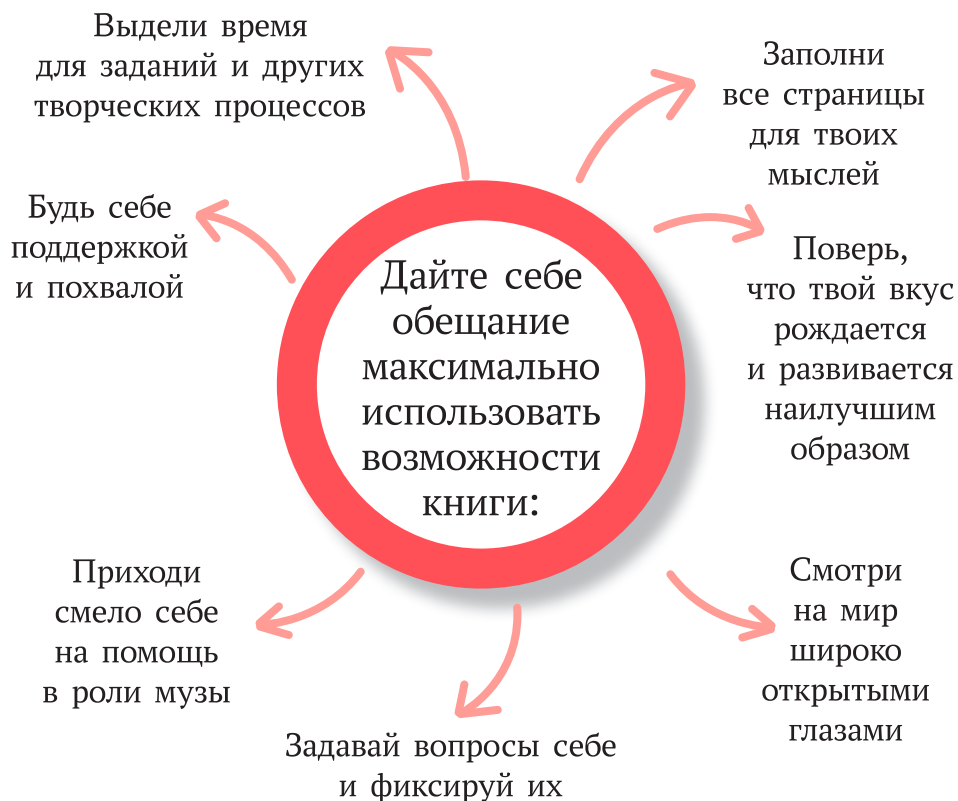 Выдели время
для заданий и других
творческих процессов
Заполни
все страницы
для твоих
мыслей
Будь себе
поддержкой
и похвалой
Поверь,
что твой вкус
рождается
и развивается
наилучшим
образом
Дайте себе
обещание
максимально
использовать
возможности
книги:
Приходи
смело себе
на помощь
в роли музы
Смотри
на мир
широко
открытыми
глазами
Задавай вопросы себе
и фиксируй их